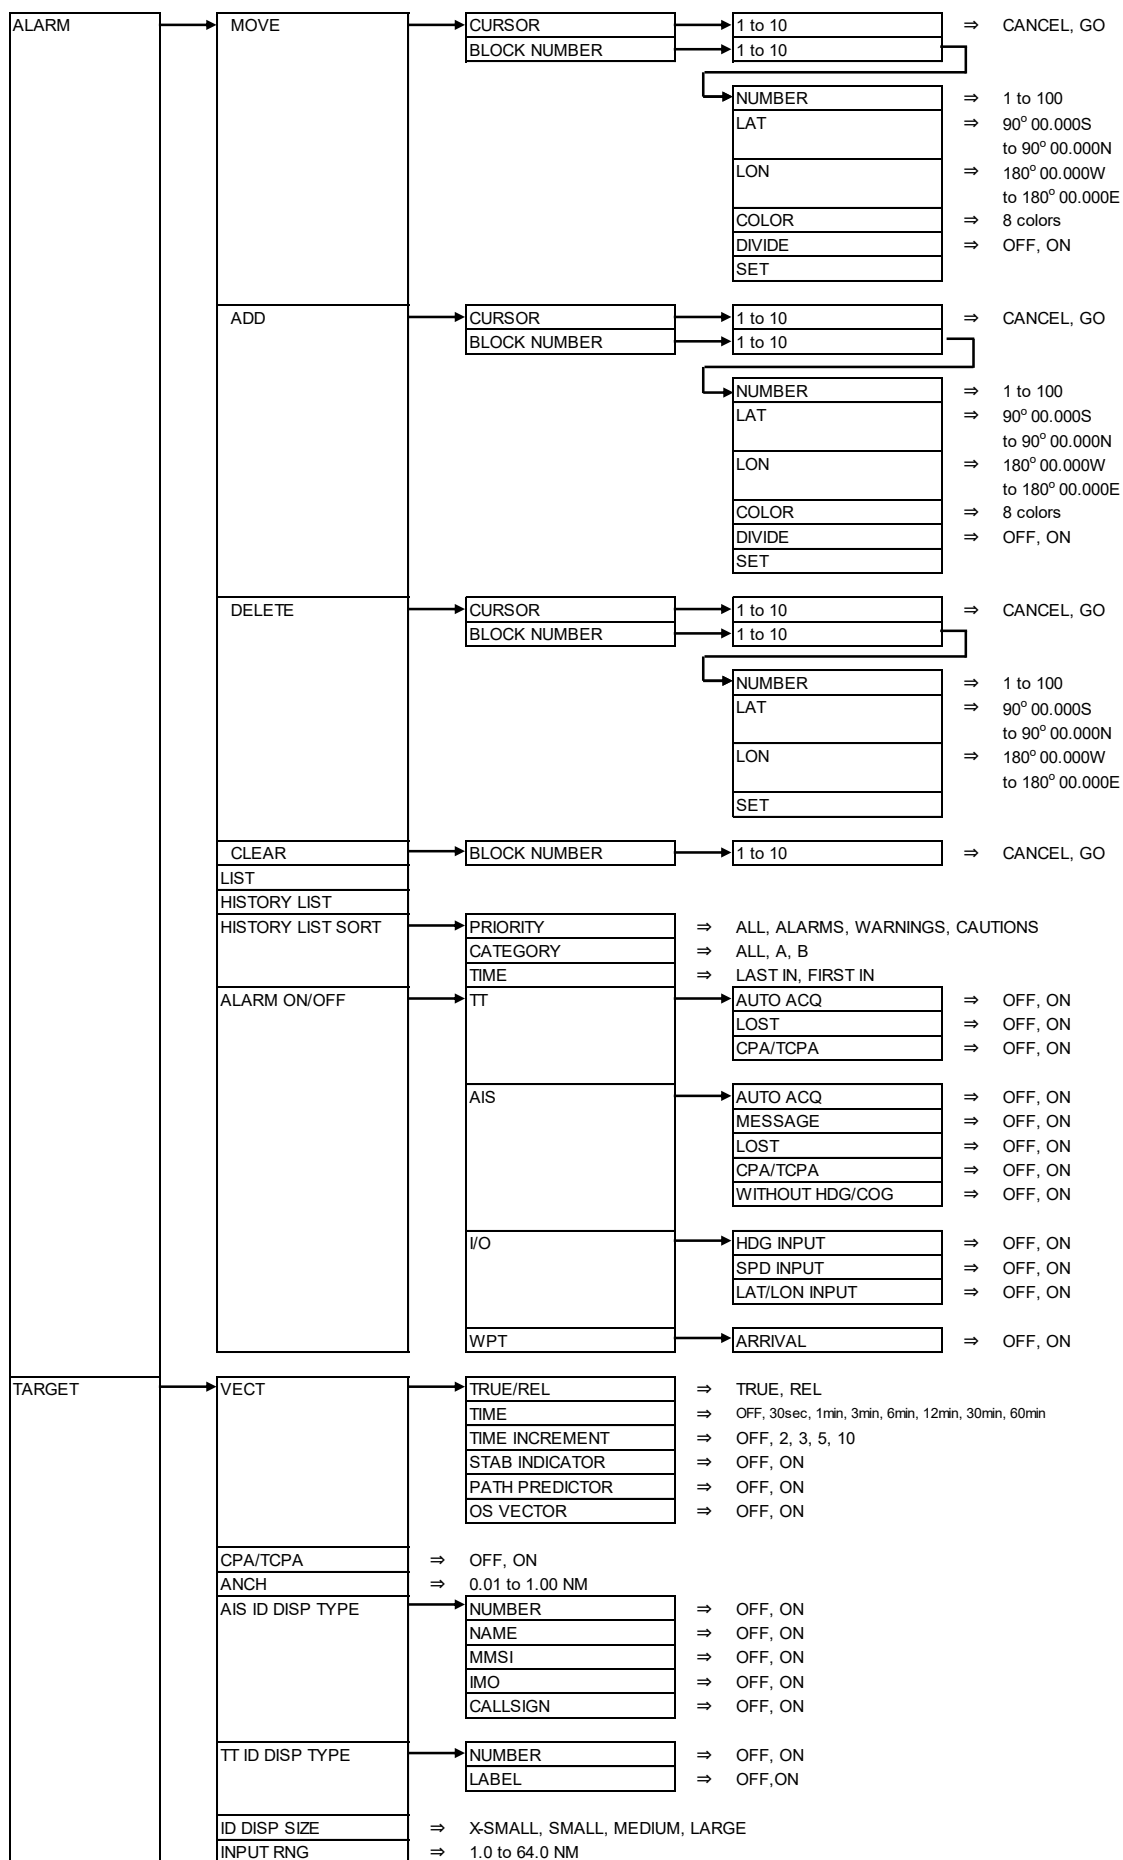 ALARM MOVE CURSOR 1 to 10 ⇒ CANCEL, GO
BLOCK NUMBER 1 to 10
NUMBER ⇒ 1 to 100
LAT ⇒ 90° 00.000S
to 90° 00.000N
LON ⇒ 180° 00.000W
to 180° 00.000E
COLOR ⇒ 8 colors
DIVIDE ⇒ OFF, ON
SET
ADD CURSOR 1 to 10 ⇒ CANCEL, GO
BLOCK NUMBER 1 to 10
NUMBER ⇒ 1 to 100
LAT ⇒ 90° 00.000S
to 90° 00.000N
LON ⇒ 180° 00.000W
to 180° 00.000E
COLOR ⇒ 8 colors
DIVIDE ⇒ OFF, ON
SET
DELETE CURSOR 1 to 10 ⇒ CANCEL, GO
BLOCK NUMBER 1 to 10
NUMBER ⇒ 1 to 100
LAT ⇒ 90° 00.000S
to 90° 00.000N
LON ⇒ 180° 00.000W
to 180° 00.000E
SET
CLEAR BLOCK NUMBER 1 to 10 ⇒ CANCEL, GO
LIST
HISTORY LIST
HISTORY LIST SORT PRIORITY ⇒ ALL, ALARMS, WARNINGS, CAUTIONS
CATEGORY ⇒ ALL, A, B
TIME ⇒ LAST IN, FIRST IN
ALARM ON/OFF TT AUTO ACQ ⇒ OFF, ON
LOST ⇒ OFF, ON
CPA/TCPA ⇒ OFF, ON
AIS AUTO ACQ ⇒ OFF, ON
MESSAGE ⇒ OFF, ON
LOST ⇒ OFF, ON
CPA/TCPA ⇒ OFF, ON
WITHOUT HDG/COG ⇒ OFF, ON
I/O HDG INPUT ⇒ OFF, ON
SPD INPUT ⇒ OFF, ON
LAT/LON INPUT ⇒ OFF, ON
WPT ARRIVAL ⇒ OFF, ON
TARGET VECT TRUE/REL ⇒ TRUE, REL
TIME ⇒ OFF, 30sec, 1min, 3min, 6min, 12min, 30min, 60min
TIME INCREMENT ⇒ OFF, 2, 3, 5, 10
STAB INDICATOR ⇒ OFF, ON
PATH PREDICTOR ⇒ OFF, ON
OS VECTOR ⇒ OFF, ON
CPA/TCPA ⇒ OFF, ON
ANCH ⇒ 0.01 to 1.00 NM
AIS ID DISP TYPE NUMBER ⇒ OFF, ON
NAME ⇒ OFF, ON
MMSI ⇒ OFF, ON
IMO ⇒ OFF, ON
CALLSIGN ⇒ OFF, ON
TT ID DISP TYPE NUMBER ⇒ OFF, ON
LABEL ⇒ OFF,ON
ID DISP SIZE ⇒ X-SMALL, SMALL, MEDIUM, LARGE
INPUT RNG ⇒ 1.0 to 64.0 NM